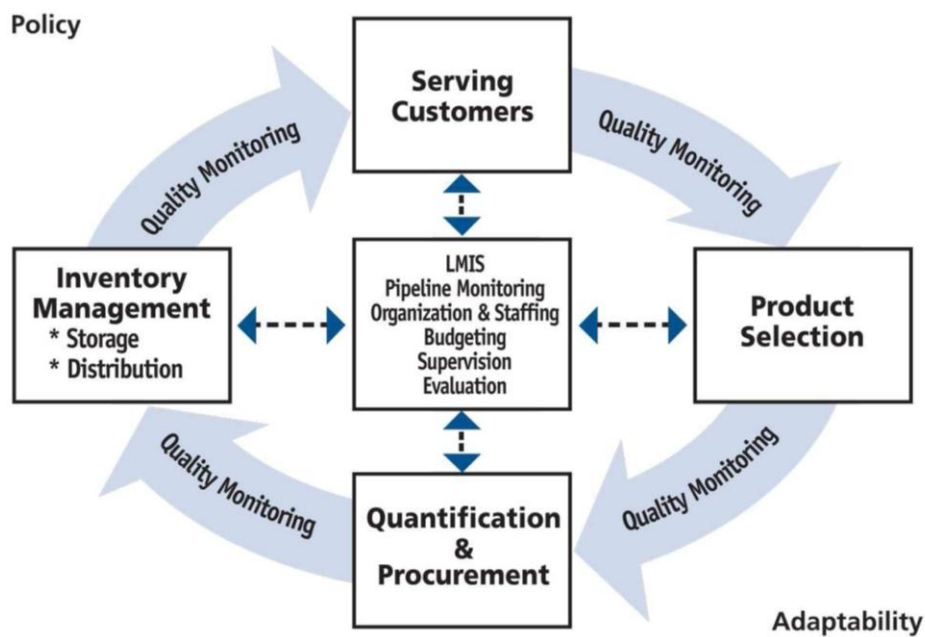 Policy
Serving
Customers
Quality Monitoring
Quality Monitoring
Inventory
Management
* Storage
* Distribution
LMIS
Pipeline Monitoring
Organization & Staffing
Budgeting
Supervision
Evaluation
Product
Selection
Quality Monitoring
Quality Monitoring
Quantification
&
Procurement
Adaptability